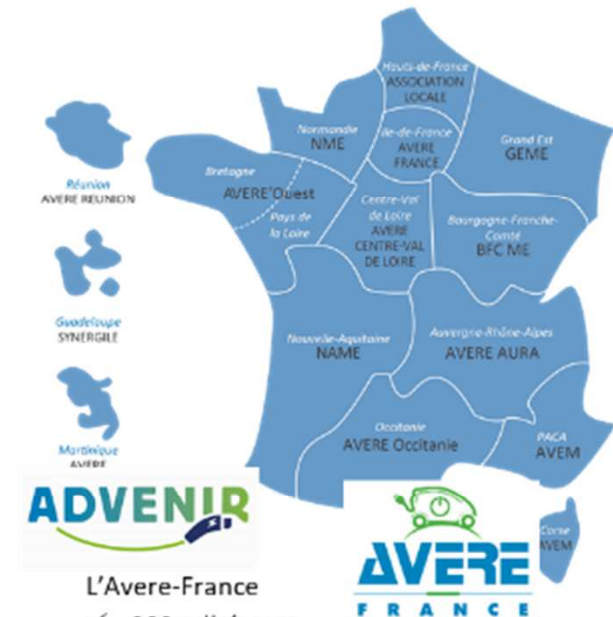 Hauts-de-France
ASSOCIATION
LOCALE
Normandie
NME
Ile-de-France
AVERE
FRANCE
Grand Est
GEME
Réunion
AVERE REUNION
Bretagne
AVERE'Ouest
Pays de
la Loire
Centre-Val
de Loire
AVERE
CENTRE-VAL
DE LOIRE
Bourgogne-Franche-
Comté
BFC ME
Guadeloupe
SYNERGILE
Nouvelle-Aquitaine
NAME
Auvergne-Rhône-Alpes
AVERE AURA
Martinique
AVERE
Occitanie
AVERE Occitanie
PACA
AVEM
Corse
AVEM
ADVENIR
AVERE
FRANCE
L'Avere-France